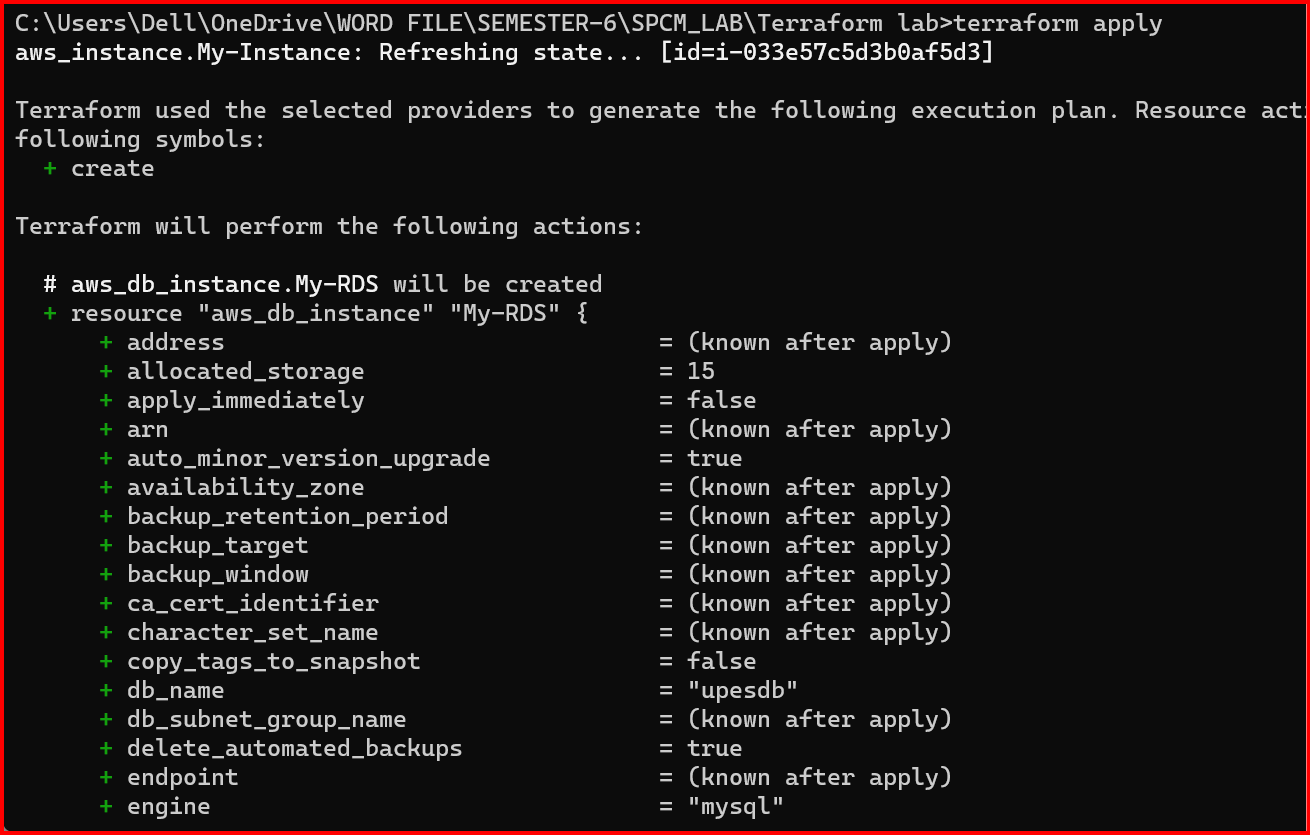 C:\Users\Dell\OneDrive\WORD FILE\SEMESTER-6\SPCM_LAB\Terraform lab>terraform apply
aws_instance.My-Instance: Refreshing state... [id=i-033e57c5d3b0af5d3]
Terraform used the selected providers to generate the following execution plan. Resource acti
following symbols:
+ create
Terraform will perform the following actions:
# aws_db_instance.My-RDS will be created
+ resource "aws_db_instance" "My-RDS" {
+ address = (known after apply)
+ allocated_storage = 15
+ apply_immediately = false
+ arn = (known after apply)
+ auto_minor_version_upgrade = true
+ availability_zone = (known after apply)
+ backup_retention_period = (known after apply)
+ backup_target = (known after apply)
+ backup_window = (known after apply)
+ ca_cert_identifier = (known after apply)
+ character_set_name = (known after apply)
+ copy_tags_to_snapshot = false
+ db_name = "upesdb"
+ db_subnet_group_name = (known after apply)
+ delete_automated_backups = true
+ endpoint = (known after apply)
+ engine = "mysql"